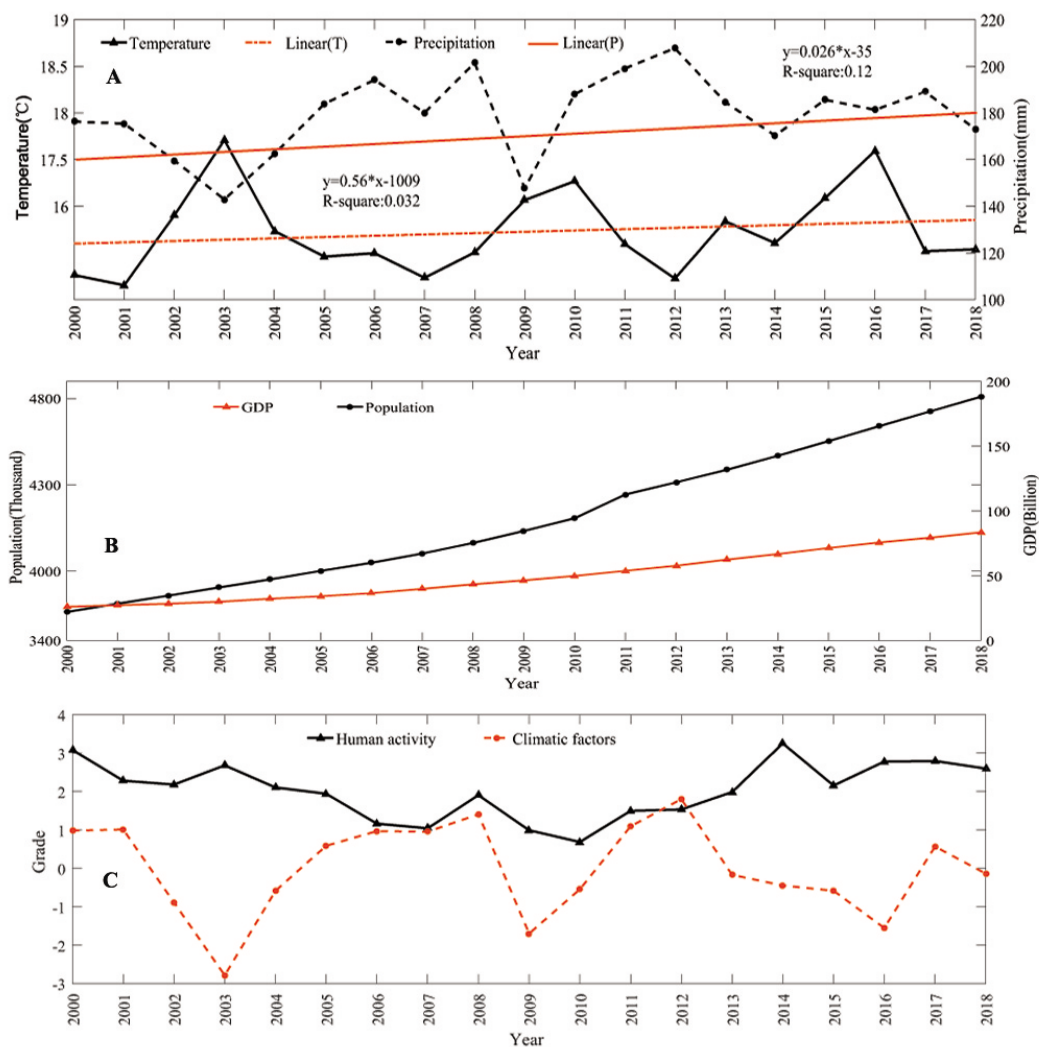 19
18.5
18
17.5
16
Temperature(℃)
Temperature
Linear(T)
Precipitation
Linear(P)
A
y=0.026*x-35
R-square:0.12
y=0.56*x-1009
R-square:0.032
220
200
180
160
140
120
100
Precipitation(mm)
2000 2001 2002 2003 2004 2005 2006 2007 2008 2009 2010 2011 2012 2013 2014 2015 2016 2017 2018
Year
4800
4300
4000
3400
Population(Thousand)
GDP
Population
B
200
150
100
50
0
GDP(Billion)
2000 2001 2002 2003 2004 2005 2006 2007 2008 2009 2010 2011 2012 2013 2014 2015 2016 2017 2018
Year
4
3
2
1
0
-1
-2
-3
Grade
Human activity
Climatic factors
C
2000 2001 2002 2003 2004 2005 2006 2007 2008 2009 2010 2011 2012 2013 2014 2015 2016 2017 2018
Year